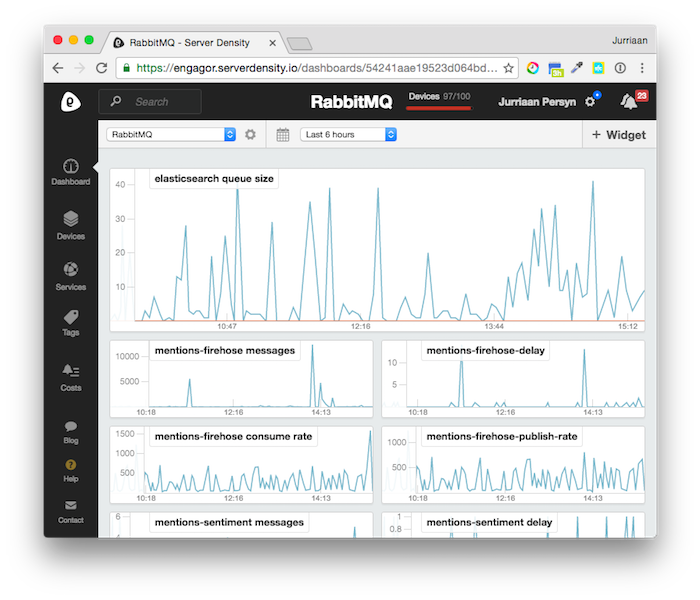 RabbitMQ - Server Density
Jurriaan
https://engagor.serverdensity.io/dashboards/54241aae19523d064bd...
5h
e
Search
RabbitMQ
Devices 97/100
Jurriaan Persyn
23
RabbitMQ
Last 6 hours
+ Widget
Dashboard
Devices
Services
Tags
Costs
Blog
?
Help
Contact
elasticsearch queue size
40
30
20
10
10:47 12:16 13:44 15:12
mentions-firehose messages
10000
5000
10:18 12:16 14:13
mentions-firehose-delay
10
5
10:18 12:16 14:13
mentions-firehose consume rate
1500
1000
500
10:18 12:16 14:13
mentions-firehose-publish-rate
1000
500
10:18 12:16 14:13
mentions-sentiment messages
6
4
mentions-sentiment delay
1
0.8